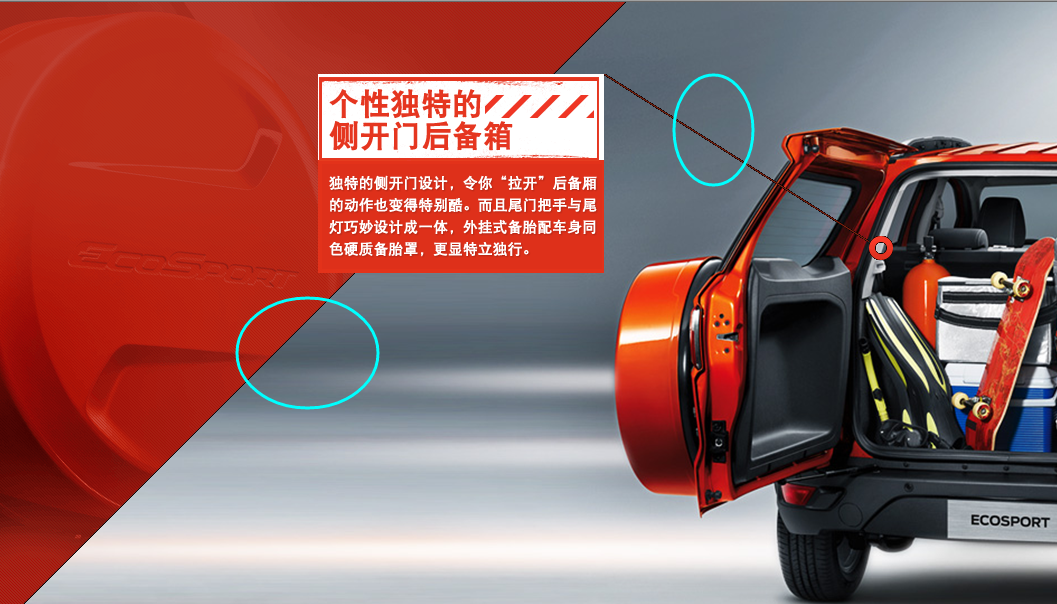 个性独特的
侧开门后备箱
独特的侧开门设计，令你“拉开”后备厢
的动作也变得特别酷。而且尾门把手与尾
灯巧妙设计成一体，外挂式备胎配车身同
色硬质备胎罩，更显特立独行。
ECOSPORT
ECOSPORT